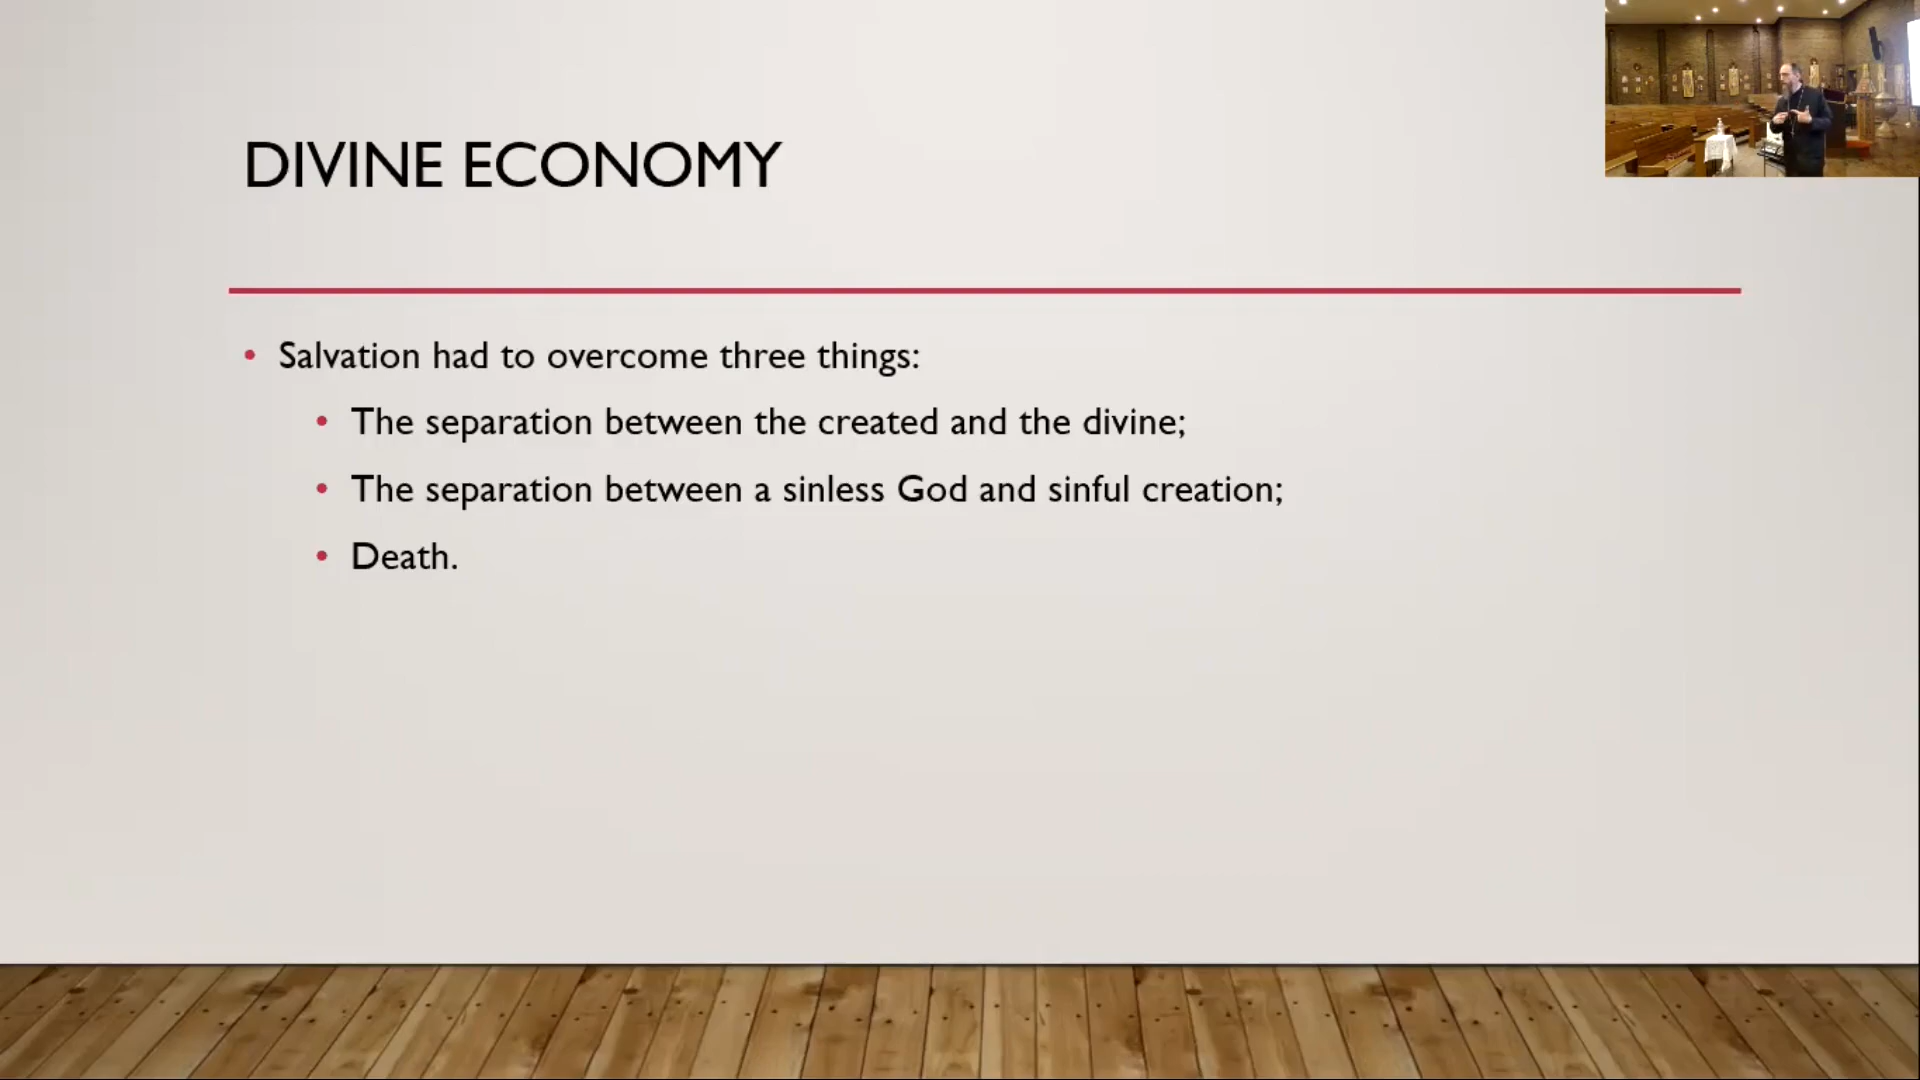 DIVINE ECONOMY
• Salvation had to overcome three things:
• The separation between the created and the divine;
• The separation between a sinless God and sinful creation;
• Death.